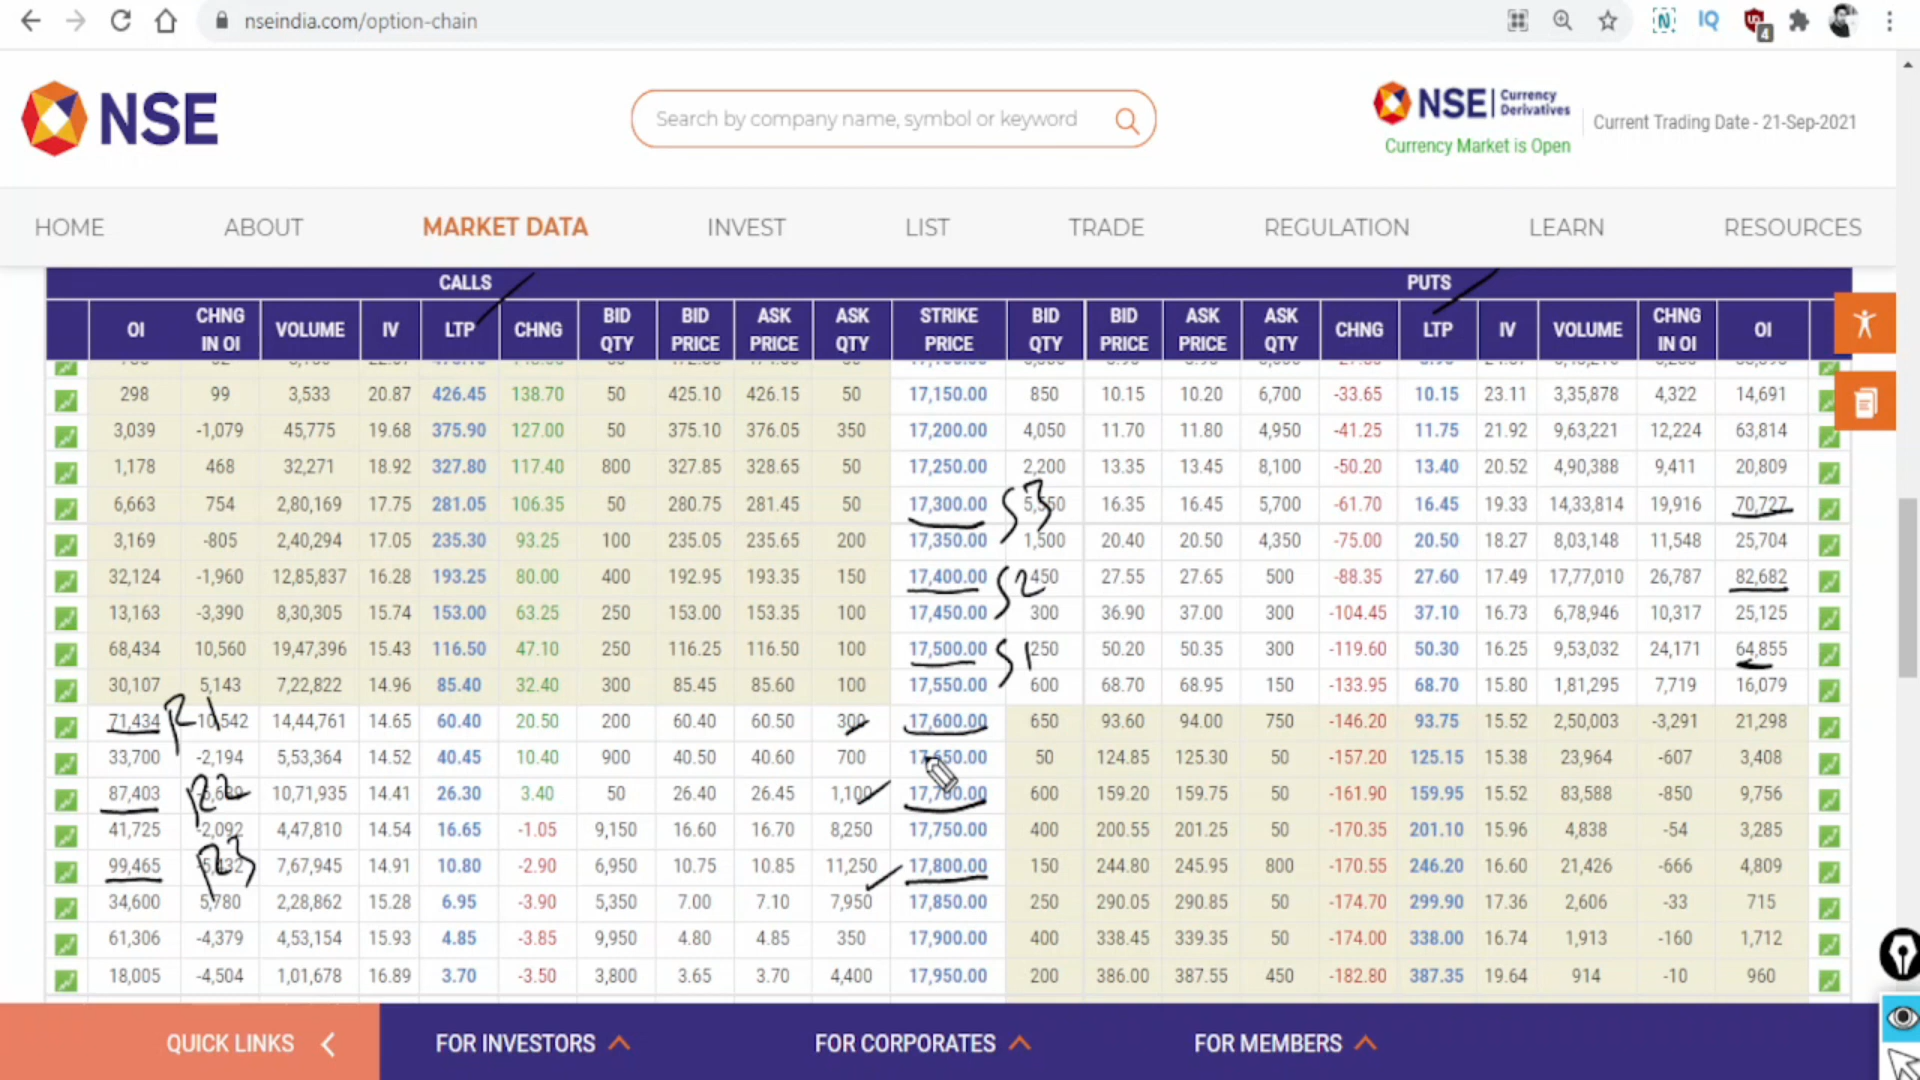 nseindia.com/option-chain
NSE
Search by company name, symbol or keyword
NSE Currency Derivatives
Currency Market is Open
Current Trading Date - 21-Sep-2021
HOME ABOUT MARKET DATA INVEST LIST TRADE REGULATION LEARN RESOURCES
CALLS PUTS
OI CHNG IN OI VOLUME IV LTP CHNG BID QTY BID PRICE ASK PRICE ASK QTY STRIKE PRICE BID QTY BID PRICE ASK PRICE ASK QTY CHNG LTP IV VOLUME CHNG IN OI OI
298 99 3,533 20.87 426.45 138.70 50 425.10 426.15 50 17,150.00 850 10.15 10.20 6,700 -33.65 10.15 23.11 3,35,878 4,322 14,691
3,039 -1,079 45,775 19.68 375.90 127.00 50 375.10 376.05 350 17,200.00 4,050 11.70 11.80 4,950 -41.25 11.75 21.92 9,63,221 12,224 63,814
1,178 468 32,271 18.92 327.80 117.40 800 327.85 328.65 50 17,250.00 2,200 13.35 13.45 8,100 -50.20 13.40 20.52 4,90,388 9,411 20,809
6,663 754 2,80,169 17.75 281.05 106.35 50 280.75 281.45 50 17,300.00 S3 16.35 16.45 5,700 -61.70 16.45 19.33 14,33,814 19,916 70,727
3,169 -805 2,40,294 17.05 235.30 93.25 100 235.05 235.65 200 17,350.00 1,500 20.40 20.50 4,350 -75.00 20.50 18.27 8,03,148 11,548 25,704
32,124 -1,960 12,85,837 16.28 193.25 80.00 400 192.95 193.35 150 17,400.00 S2 450 27.55 27.65 500 -88.35 27.60 17.49 17,77,010 26,787 82,682
13,163 -3,390 8,30,305 15.74 153.00 63.25 250 153.00 153.35 100 17,450.00 300 36.90 37.00 300 -104.45 37.10 16.73 6,78,946 10,317 25,125
68,434 10,560 19,47,396 15.43 116.50 47.10 250 116.25 116.50 100 17,500.00 S1 250 50.20 50.35 300 -119.60 50.30 16.25 9,53,032 24,171 64,855
30,107 5,143 7,22,822 14.96 85.40 32.40 300 85.45 85.60 100 17,550.00 600 68.70 68.95 150 -133.95 68.70 15.80 1,81,295 7,719 16,079
71,434 R1 14,44,761 14.65 60.40 20.50 200 60.40 60.50 300 17,600.00 650 93.60 94.00 750 -146.20 93.75 15.52 2,50,003 -3,291 21,298
33,700 -2,194 5,53,364 14.52 40.45 10.40 900 40.50 40.60 700 17,650.00 50 124.85 125.30 50 -157.20 125.15 15.38 23,964 -607 3,408
87,403 R2 10,71,935 14.41 26.30 3.40 50 26.40 26.45 1,100 17,700.00 600 159.20 159.75 50 -161.90 159.95 15.52 83,588 -850 9,756
41,725 -2,092 4,47,810 14.54 16.65 -1.05 9,150 16.60 16.70 8,250 17,750.00 400 200.55 201.25 50 -170.35 201.10 15.96 4,838 -54 3,285
99,465 R3 7,67,945 14.91 10.80 -2.90 6,950 10.75 10.85 11,250 17,800.00 150 244.80 245.95 800 -170.55 246.20 16.60 21,426 -666 4,809
34,600 5,780 2,28,862 15.28 6.95 -3.90 5,350 7.00 7.10 7,950 17,850.00 250 290.05 290.85 50 -174.70 299.90 17.36 2,606 -33 715
61,306 -4,379 4,53,154 15.93 4.85 -3.85 9,950 4.80 4.85 350 17,900.00 400 338.45 339.35 50 -174.00 338.00 16.74 1,913 -160 1,712
18,005 -4,504 1,01,678 16.89 3.70 -3.50 3,800 3.65 3.70 4,400 17,950.00 200 386.00 387.55 450 -182.80 387.35 19.64 914 -10 960
QUICK LINKS FOR INVESTORS FOR CORPORATES FOR MEMBERS